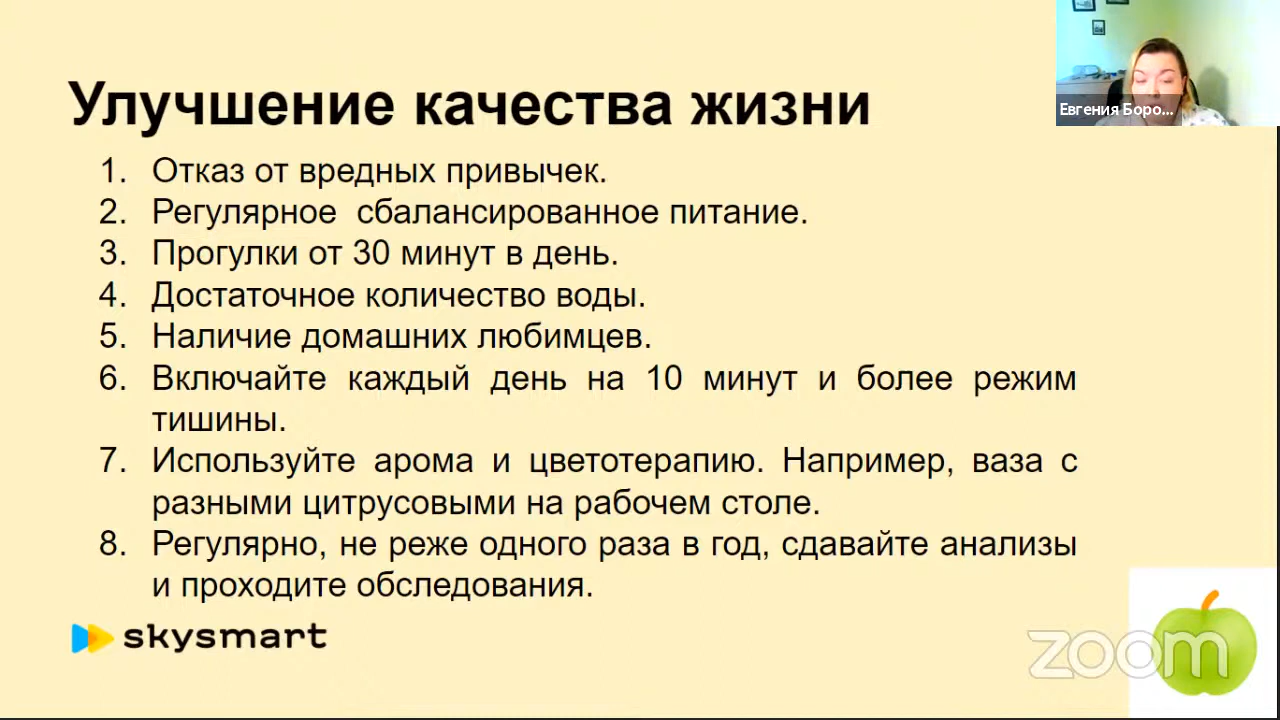 Улучшение качества жизни
Евгения Боро...
1. Отказ от вредных привычек.
2. Регулярное сбалансированное питание.
3. Прогулки от 30 минут в день.
4. Достаточное количество воды.
5. Наличие домашних любимцев.
6. Включайте каждый день на 10 минут и более режим
тишины.
7. Используйте арома и цветотерапию. Например, ваза с
разными цитрусовыми на рабочем столе.
8. Регулярно, не реже одного раза в год, сдавайте анализы
и проходите обследования.
skysmart
zoom